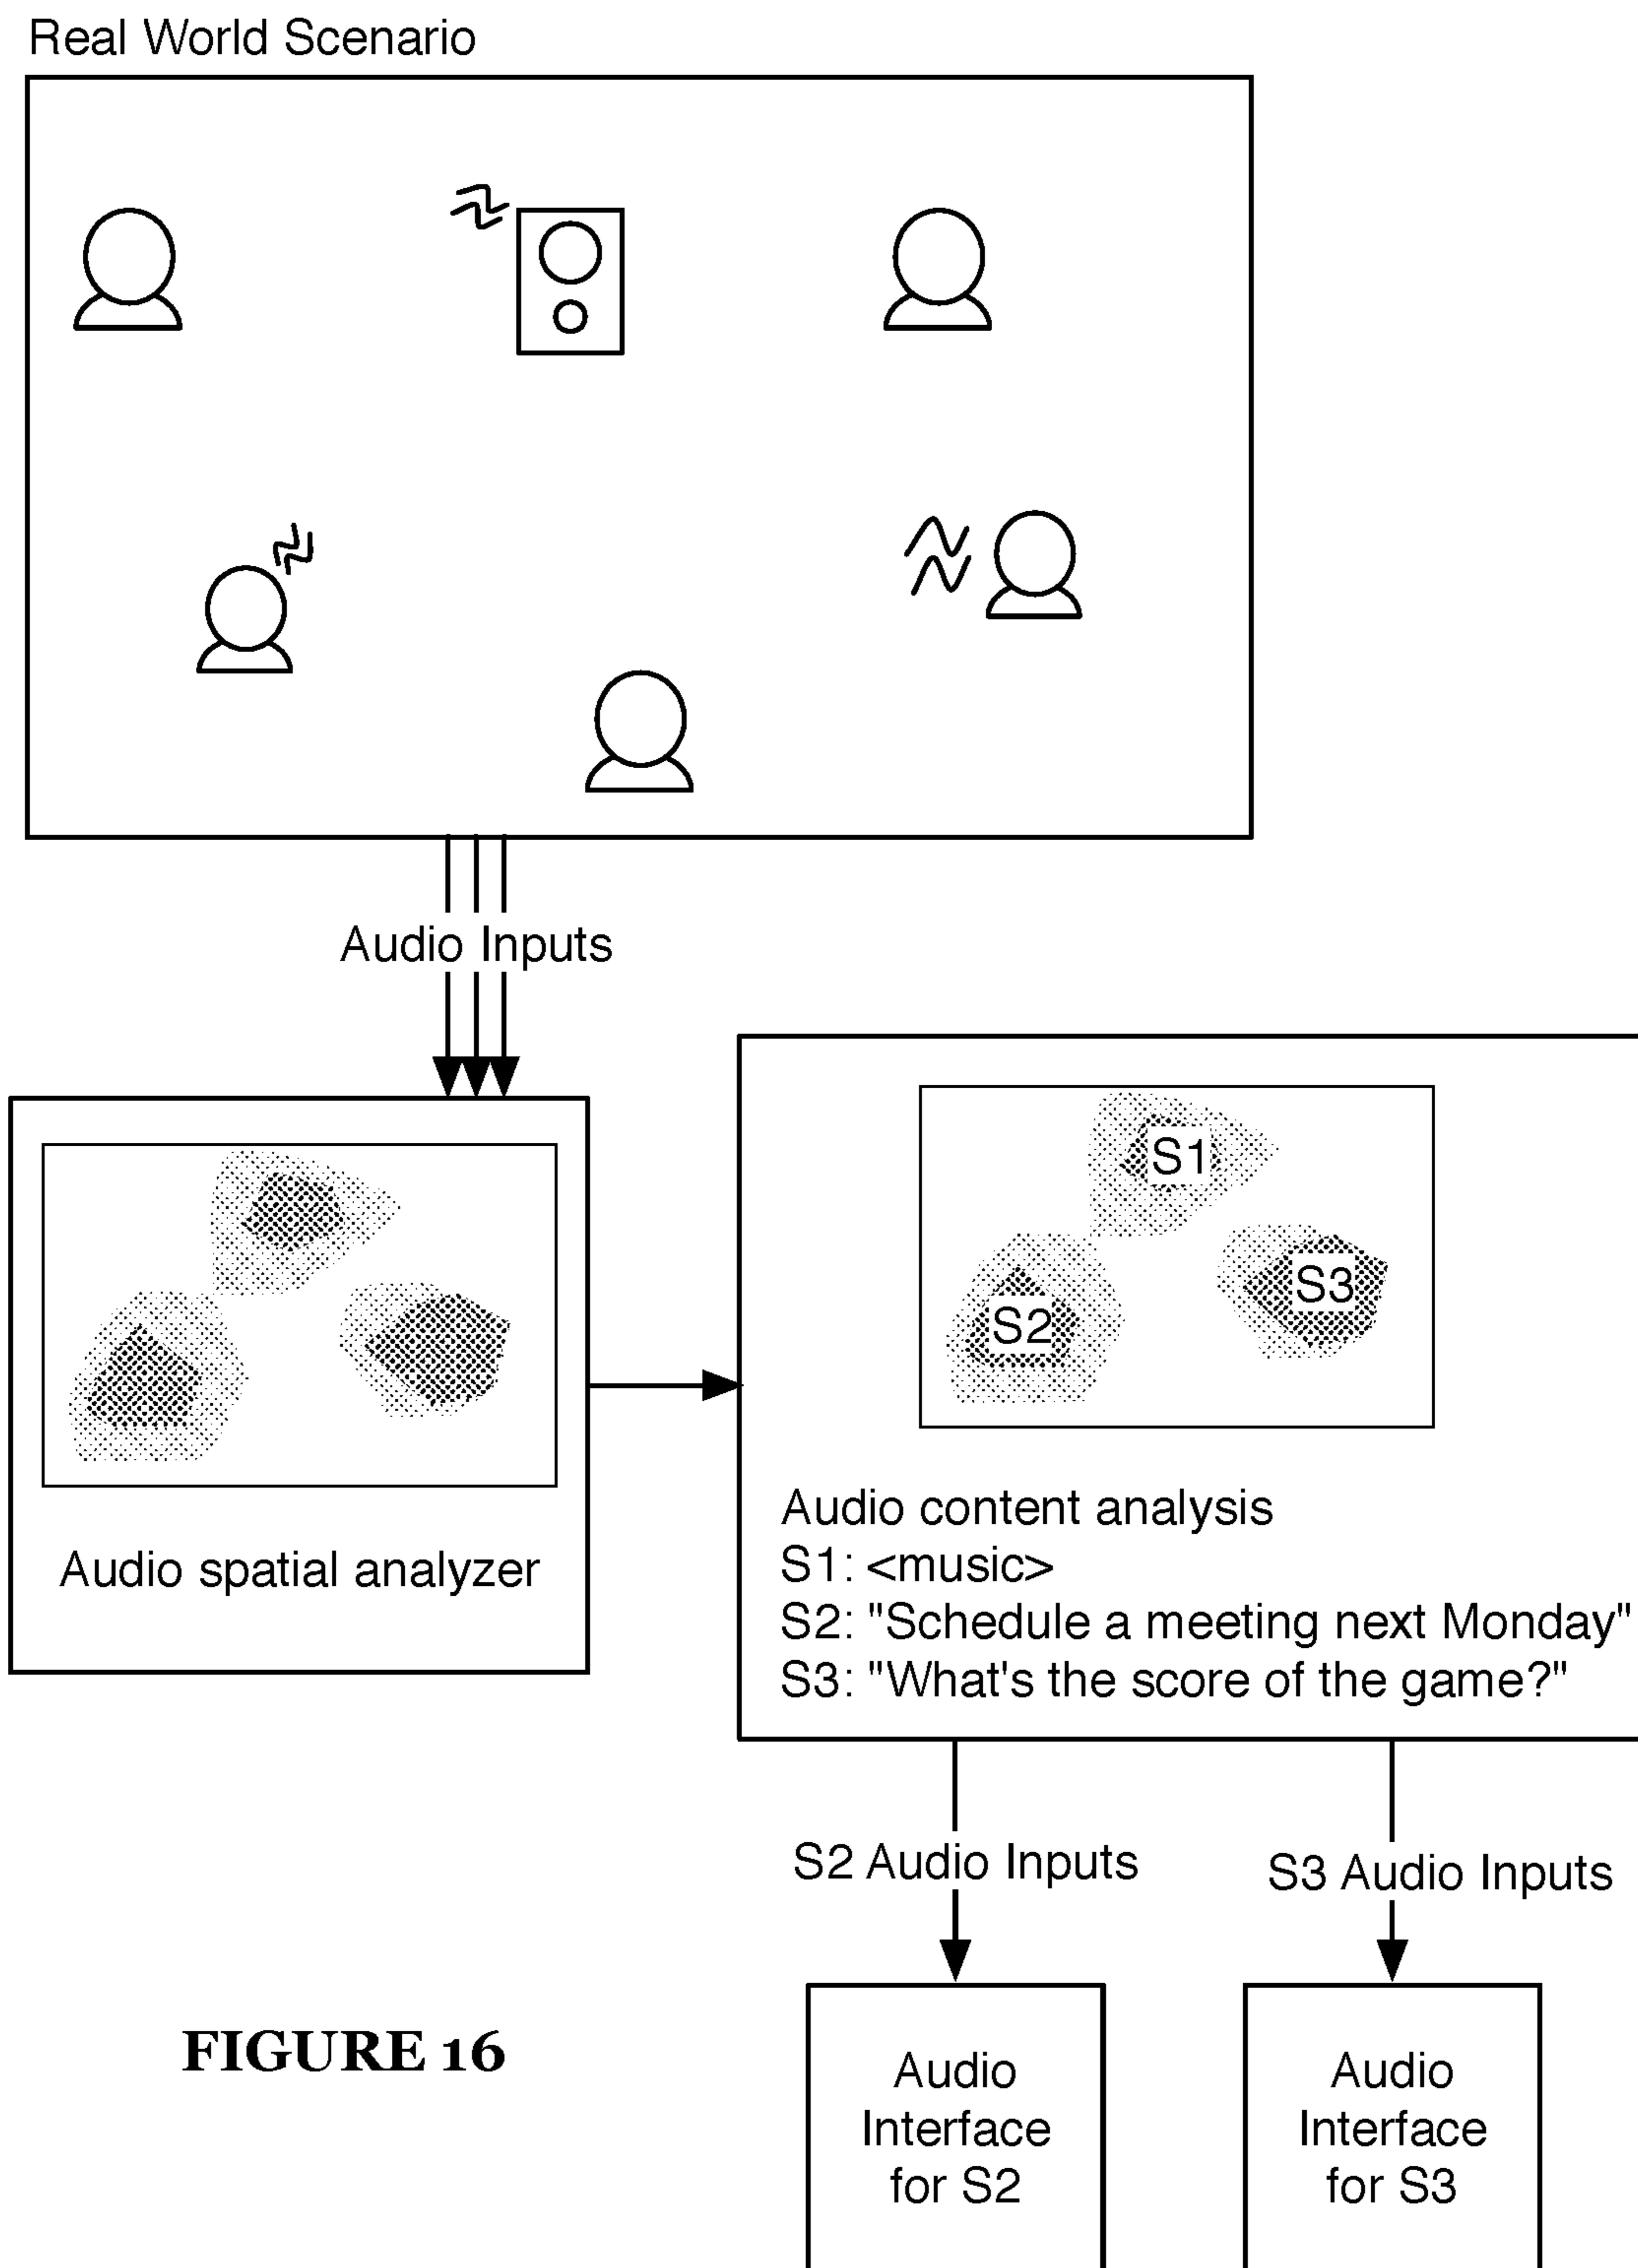 Real World Scenario
Audio Inputs
S1
S2
S3
Audio spatial analyzer
Audio content analysis
S1: <music>
S2: "Schedule a meeting next Monday"
S3: "What's the score of the game?"
S2 Audio Inputs
S3 Audio Inputs
FIGURE 16
Audio
Interface
for S2
Audio
Interface
for S3